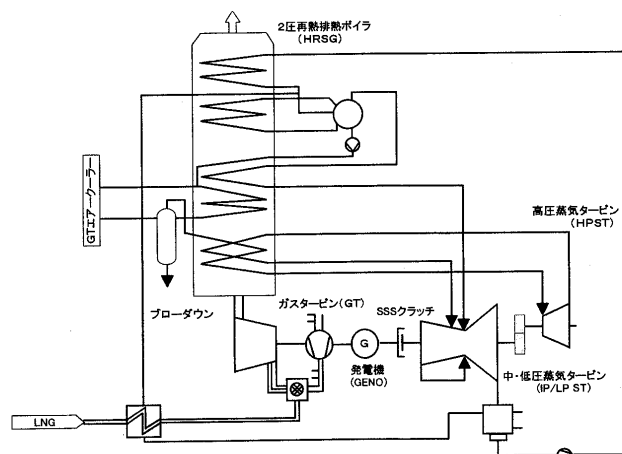 2圧再熱排熱ボイラ
(HRSG)
GTエアークーラー
高圧蒸気タービン
(HPST)
ブローダウン
ガスタービン(GT)
SSSクラッチ
G
発電機
(GENO)
中・低圧蒸気タービン
(IP/LP ST)
LNG